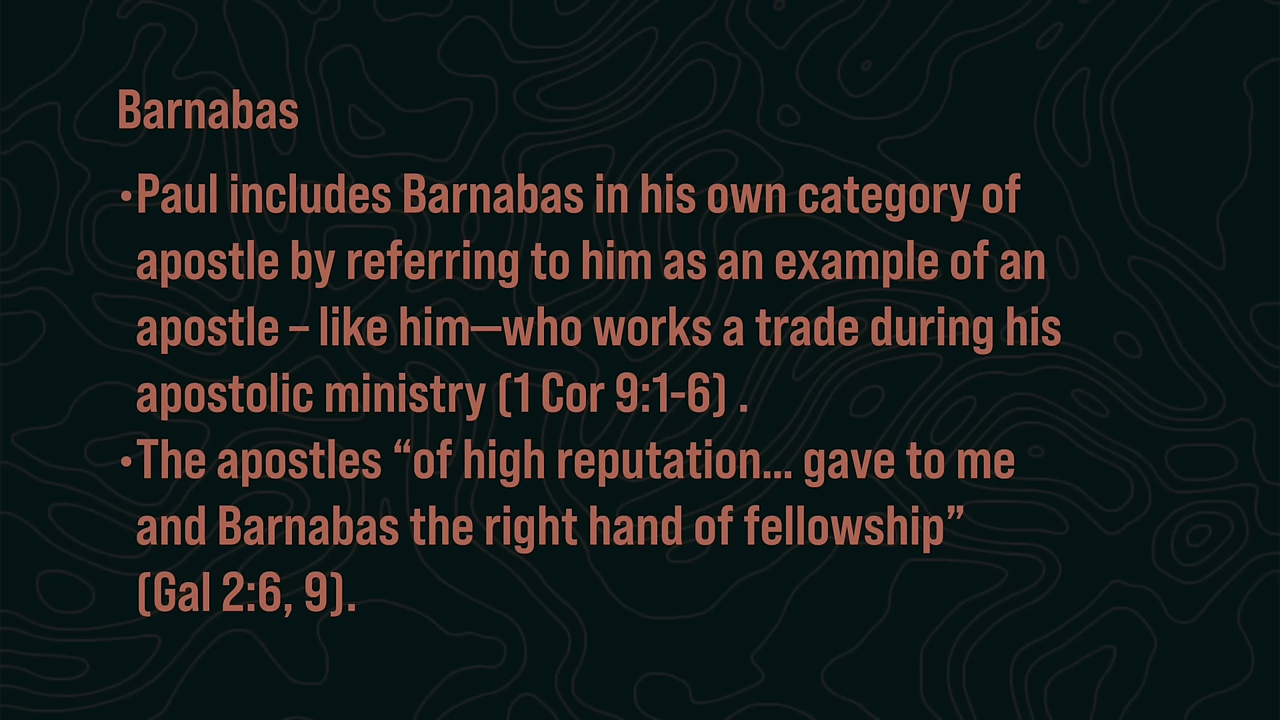 Barnabas
•Paul includes Barnabas in his own category of
apostle by referring to him as an example of an
apostle – like him—who works a trade during his
apostolic ministry (1 Cor 9:1-6) .
•The apostles “of high reputation... gave to me
and Barnabas the right hand of fellowship”
(Gal 2:6, 9).